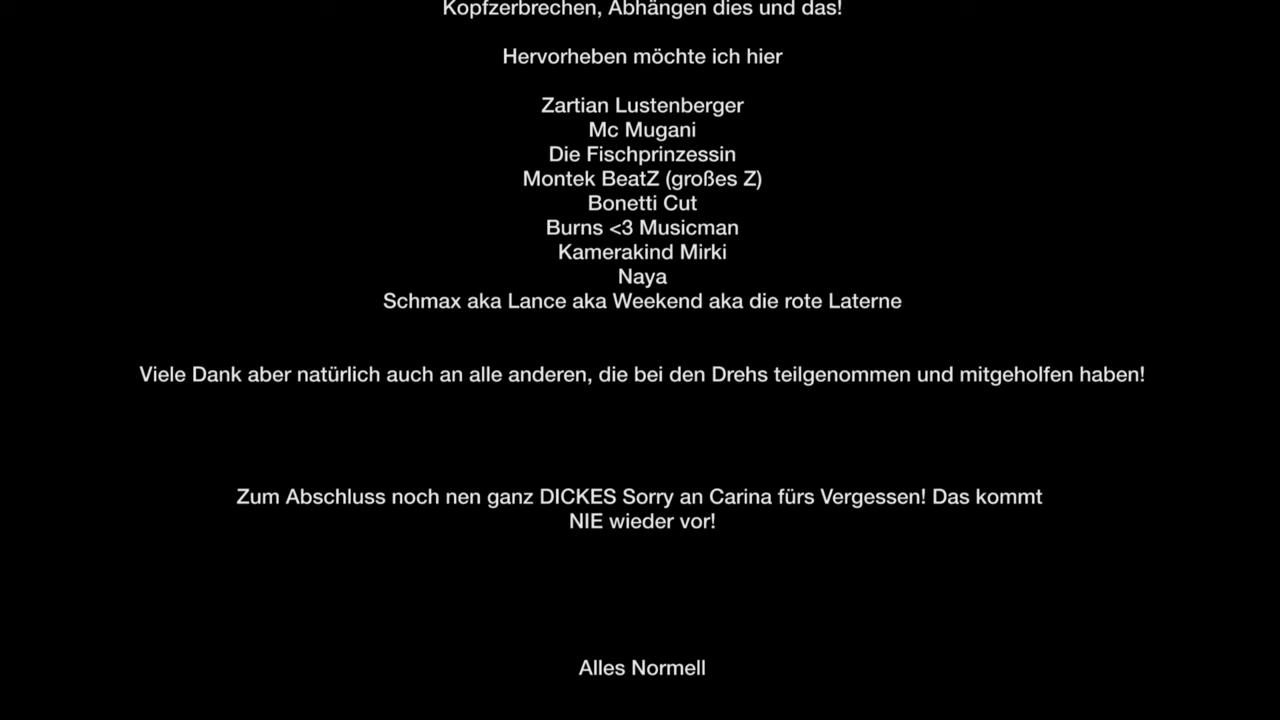 Kopfzerbrechen, Abhängen dies und das!
Hervorheben möchte ich hier
Zartian Lustenberger
Mc Mugani
Die Fischprinzessin
Montek BeatZ (großes Z)
Bonetti Cut
Burns <3 Musicman
Kamerakind Mirki
Naya
Schmax aka Lance aka Weekend aka die rote Laterne
Viele Dank aber natürlich auch an alle anderen, die bei den Drehs teilgenommen und mitgeholfen haben!
Zum Abschluss noch nen ganz DICKES Sorry an Carina fürs Vergessen! Das kommt
NIE wieder vor!
Alles Normell